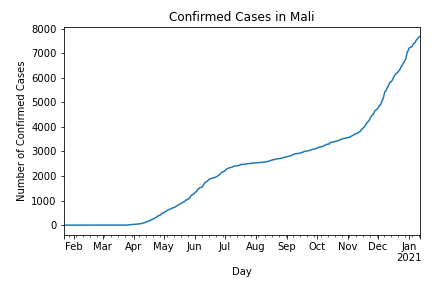 Confirmed Cases in Mali
Number of Confirmed Cases
8000
7000
6000
5000
4000
3000
2000
1000
0
Feb Mar Apr May Jun Jul Aug Sep Oct Nov Dec Jan
2021
Day